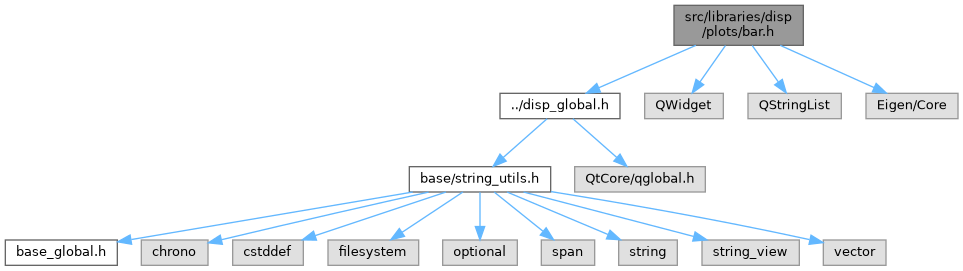 src/libraries/disp
/plots/bar.h
../disp_global.h
QWidget
QStringList
Eigen/Core
base/string_utils.h
QtCore/qglobal.h
base_global.h
chrono
cstddef
filesystem
optional
span
string
string_view
vector